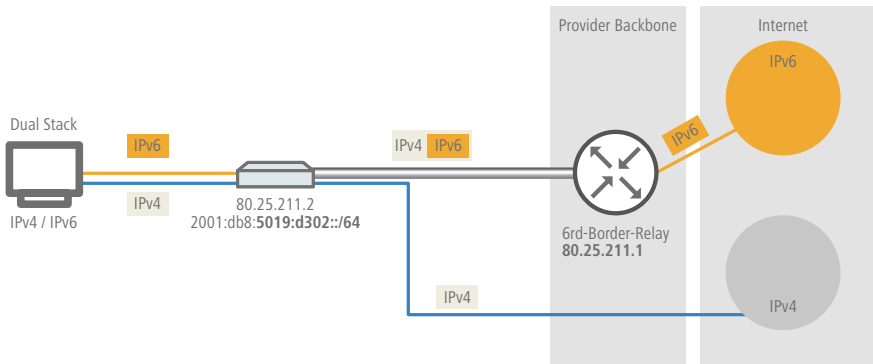 Provider Backbone
Internet
IPv6
Dual Stack
IPv6
IPv4 IPv6
IPv6
IPv4
IPv4 / IPv6
80.25.211.2
2001:db8:5019:d302::/64
6rd-Border-Relay
80.25.211.1
IPv4
IPv4